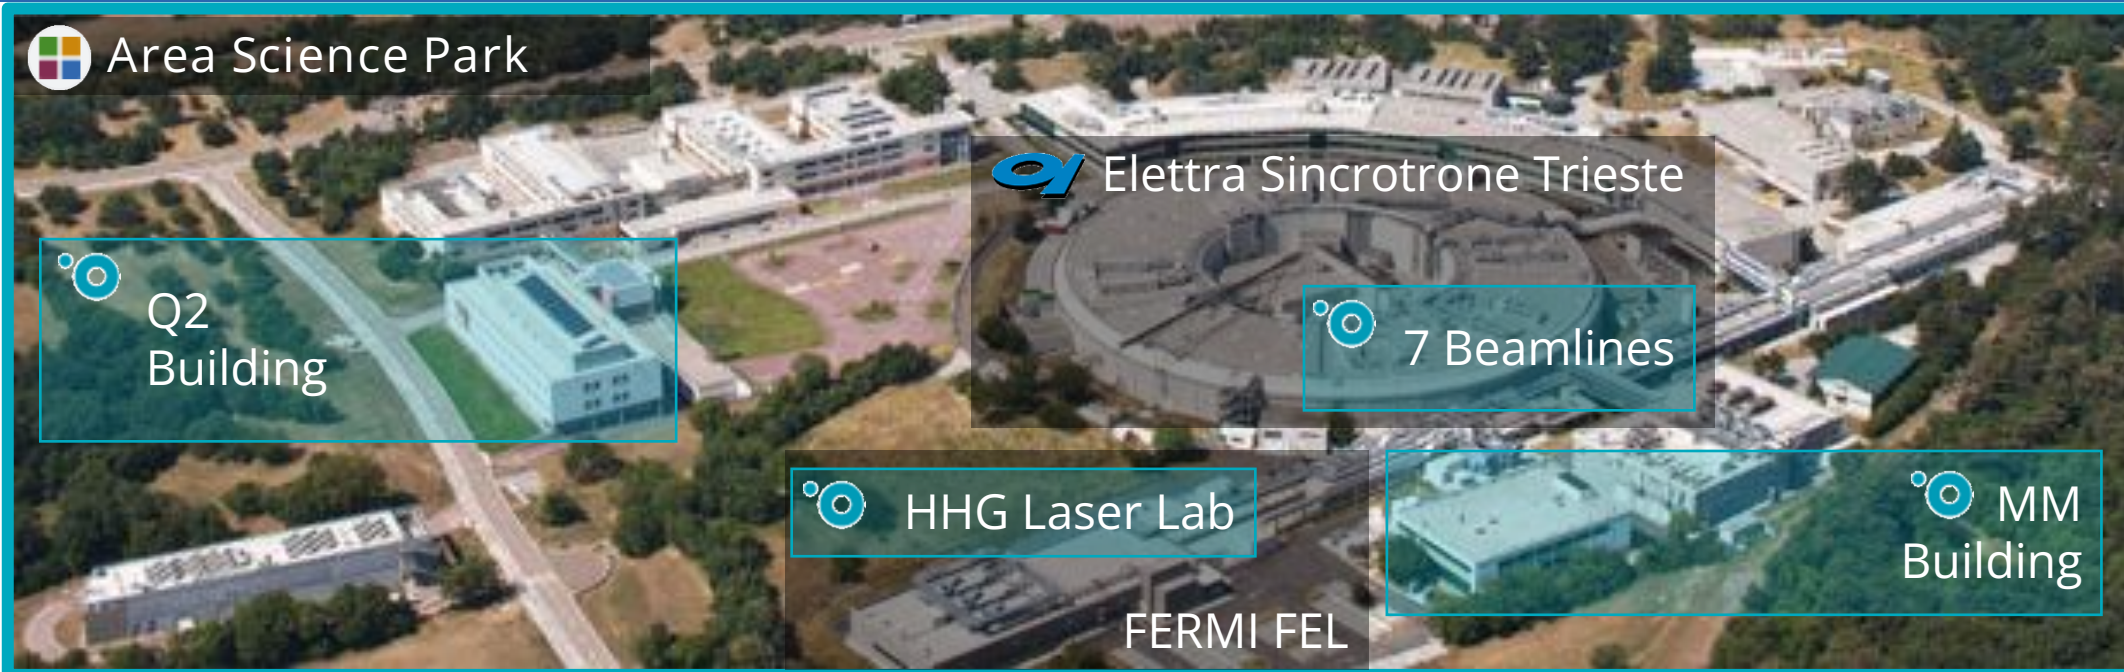 Area Science Park
Elettra Sincrotrone Trieste
Q2
Building
7 Beamlines
HHG Laser Lab
MM
Building
FERMI FEL